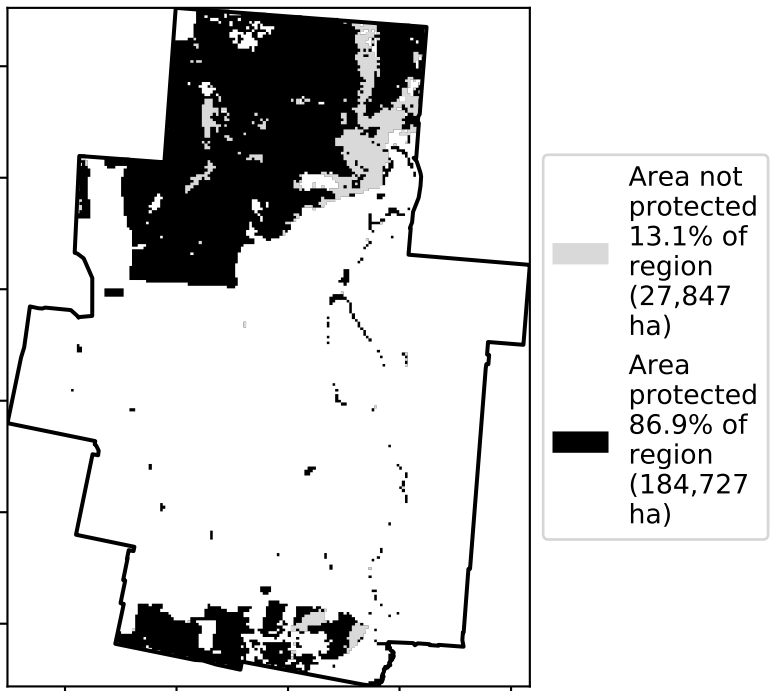 Area not
protected
13.1% of
region
(27,847
ha)
Area
protected
86.9% of
region
(184,727
ha)